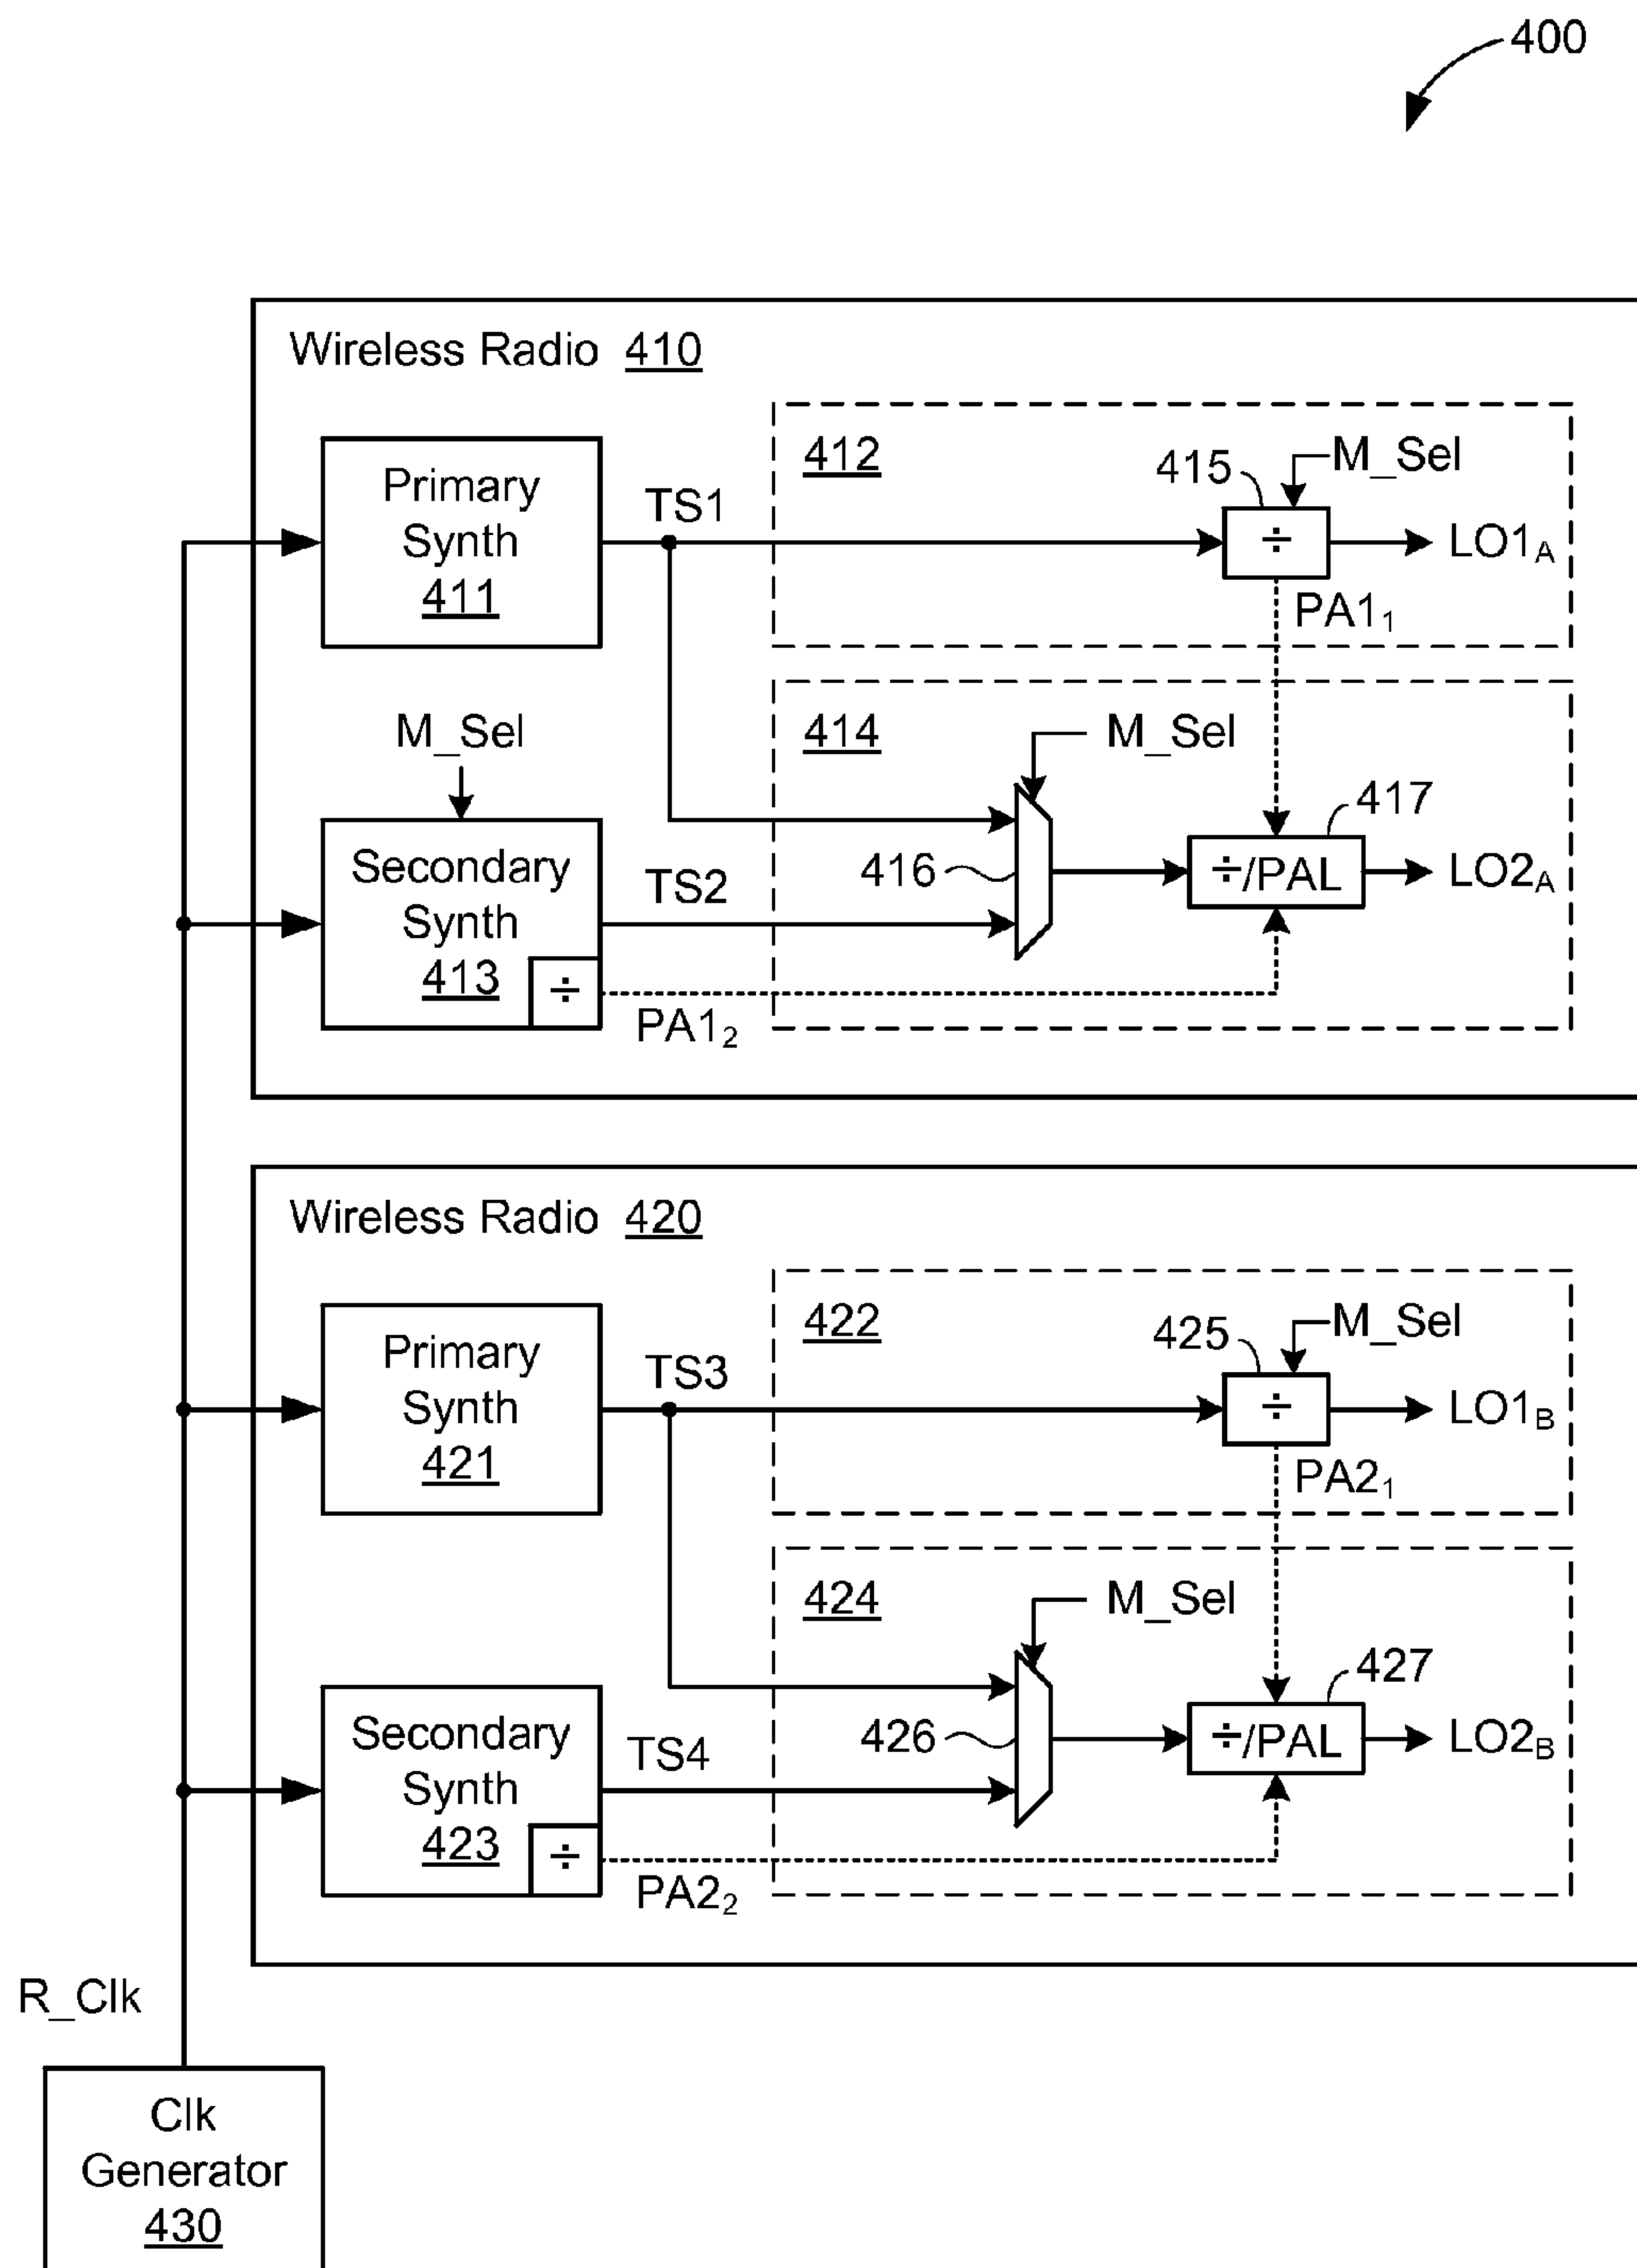 400
Wireless Radio 410
Primary
Synth
411
TS1
412
415
M_Sel
÷
LO1A
PA11
M_Sel
Secondary
Synth
413
÷
TS2
PA12
414
M_Sel
416
417
÷/PAL
LO2A
Wireless Radio 420
Primary
Synth
421
TS3
422
425
M_Sel
÷
LO1B
PA21
Secondary
Synth
423
÷
TS4
PA22
424
M_Sel
426
427
÷/PAL
LO2B
R_Clk
Clk
Generator
430